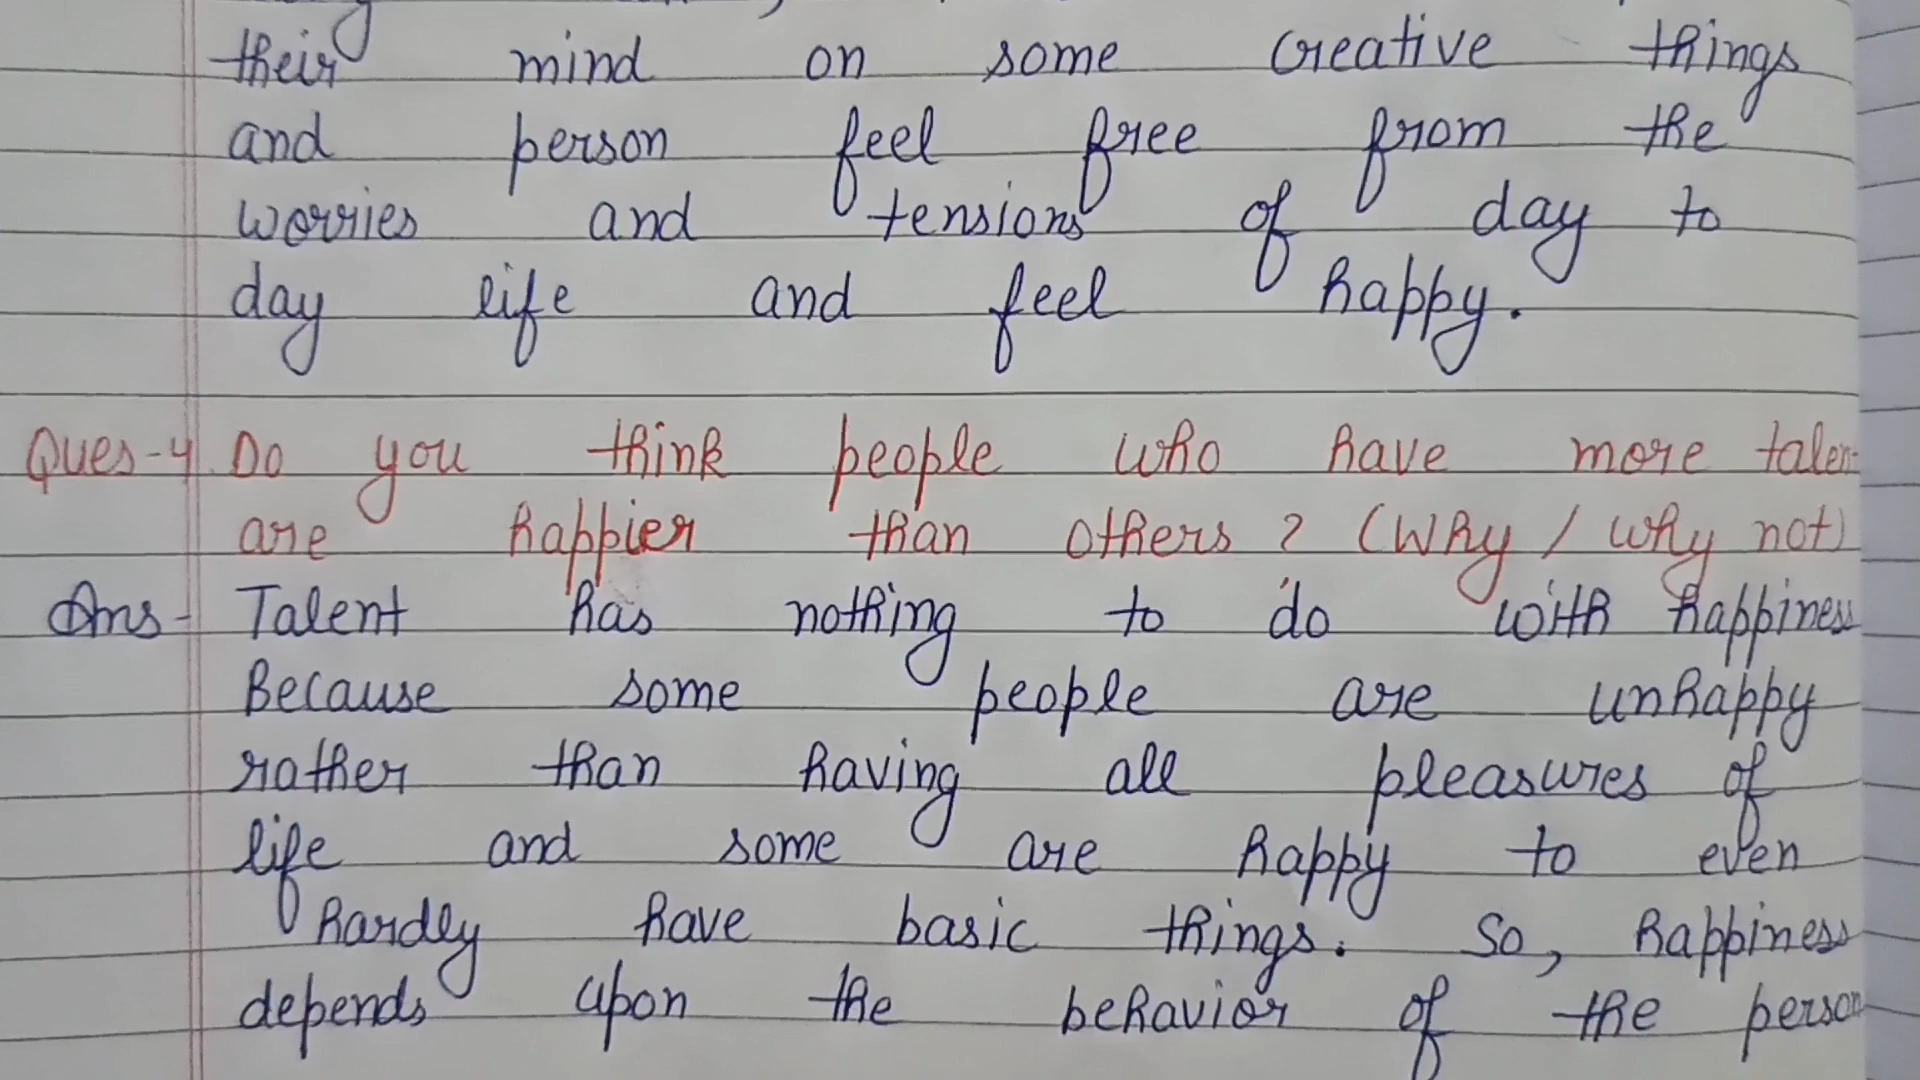 their mind on some creative things
and person feel free from the
worries and tensions of day to
day life and feel happy.
Ques-4. Do you think people who have more talen
are happier than others? (Why / Why not)
Ans- Talent has nothing to do with happiness
Because some people are unhappy
rather than having all pleasures of
life and some are happy to even
hardly have basic things. So, happiness
depends upon the behavior of the person